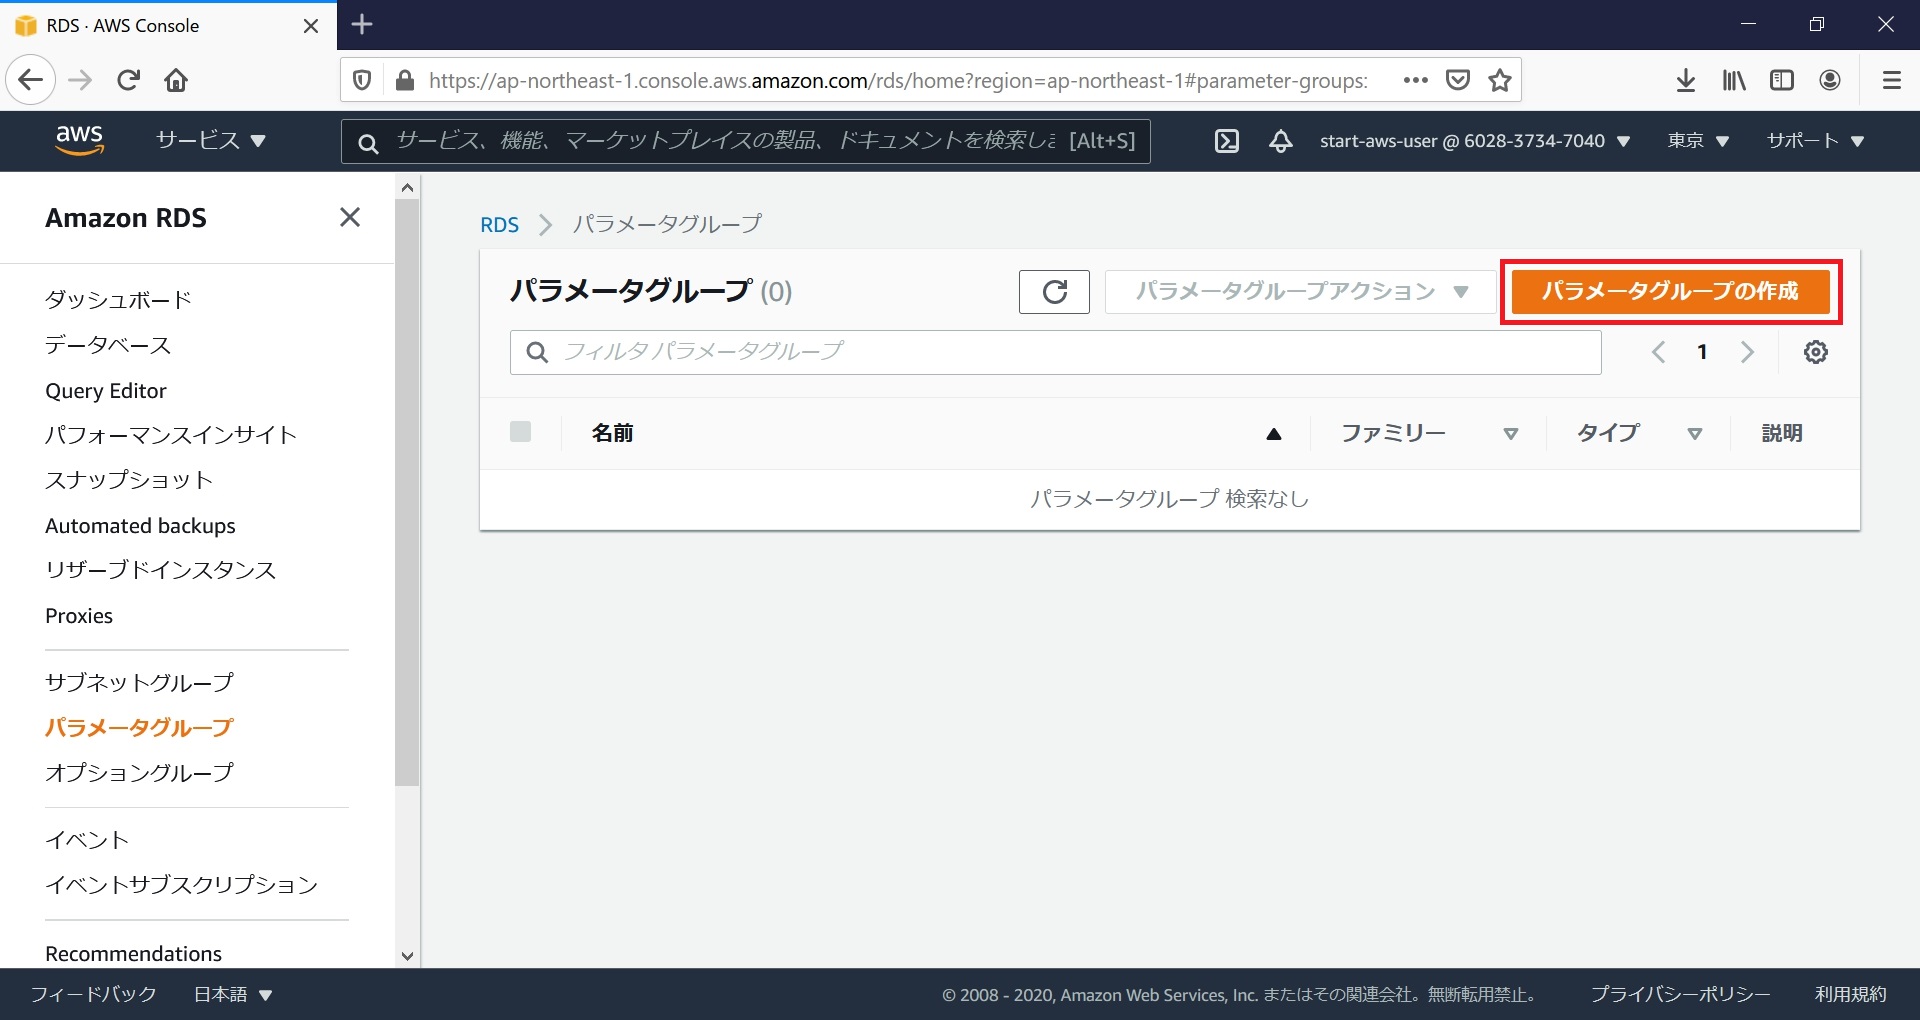 RDS · AWS Console
https://ap-northeast-1.console.aws.amazon.com/rds/home?region=ap-northeast-1#parameter-groups:
aws
サービス
サービス、機能、マーケットプレイスの製品、ドキュメントを検索しま [Alt+S]
start-aws-user @ 6028-3734-7040
東京
サポート
Amazon RDS
ダッシュボード
データベース
Query Editor
パフォーマンスインサイト
スナップショット
Automated backups
リザーブドインスタンス
Proxies
サブネットグループ
パラメータグループ
オプショングループ
イベント
イベントサブスクリプション
Recommendations
RDS パラメータグループ
パラメータグループ (0)
パラメータグループアクション
パラメータグループの作成
フィルタ パラメータグループ
1
名前 ファミリー タイプ 説明
パラメータグループ 検索なし
フィードバック
日本語
© 2008 - 2020, Amazon Web Services, Inc. またはその関連会社。無断転用禁止。
プライバシーポリシー
利用規約